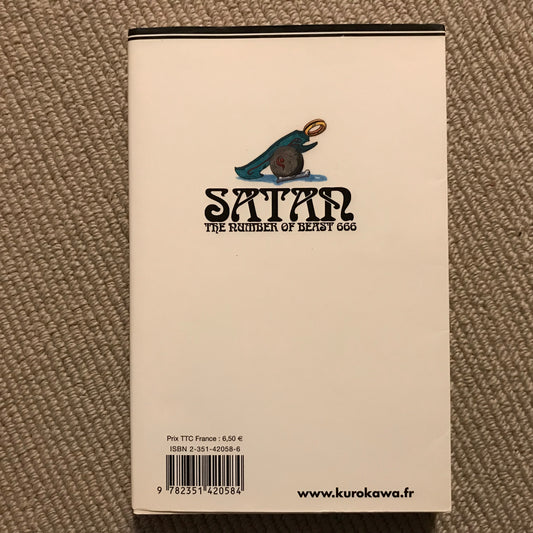 SATAN
THE NUMBER OF BEAST 666
Prix TTC France : 6,50 €
ISBN 2-351-42058-6
9 782351 420584
www.kurokawa.fr